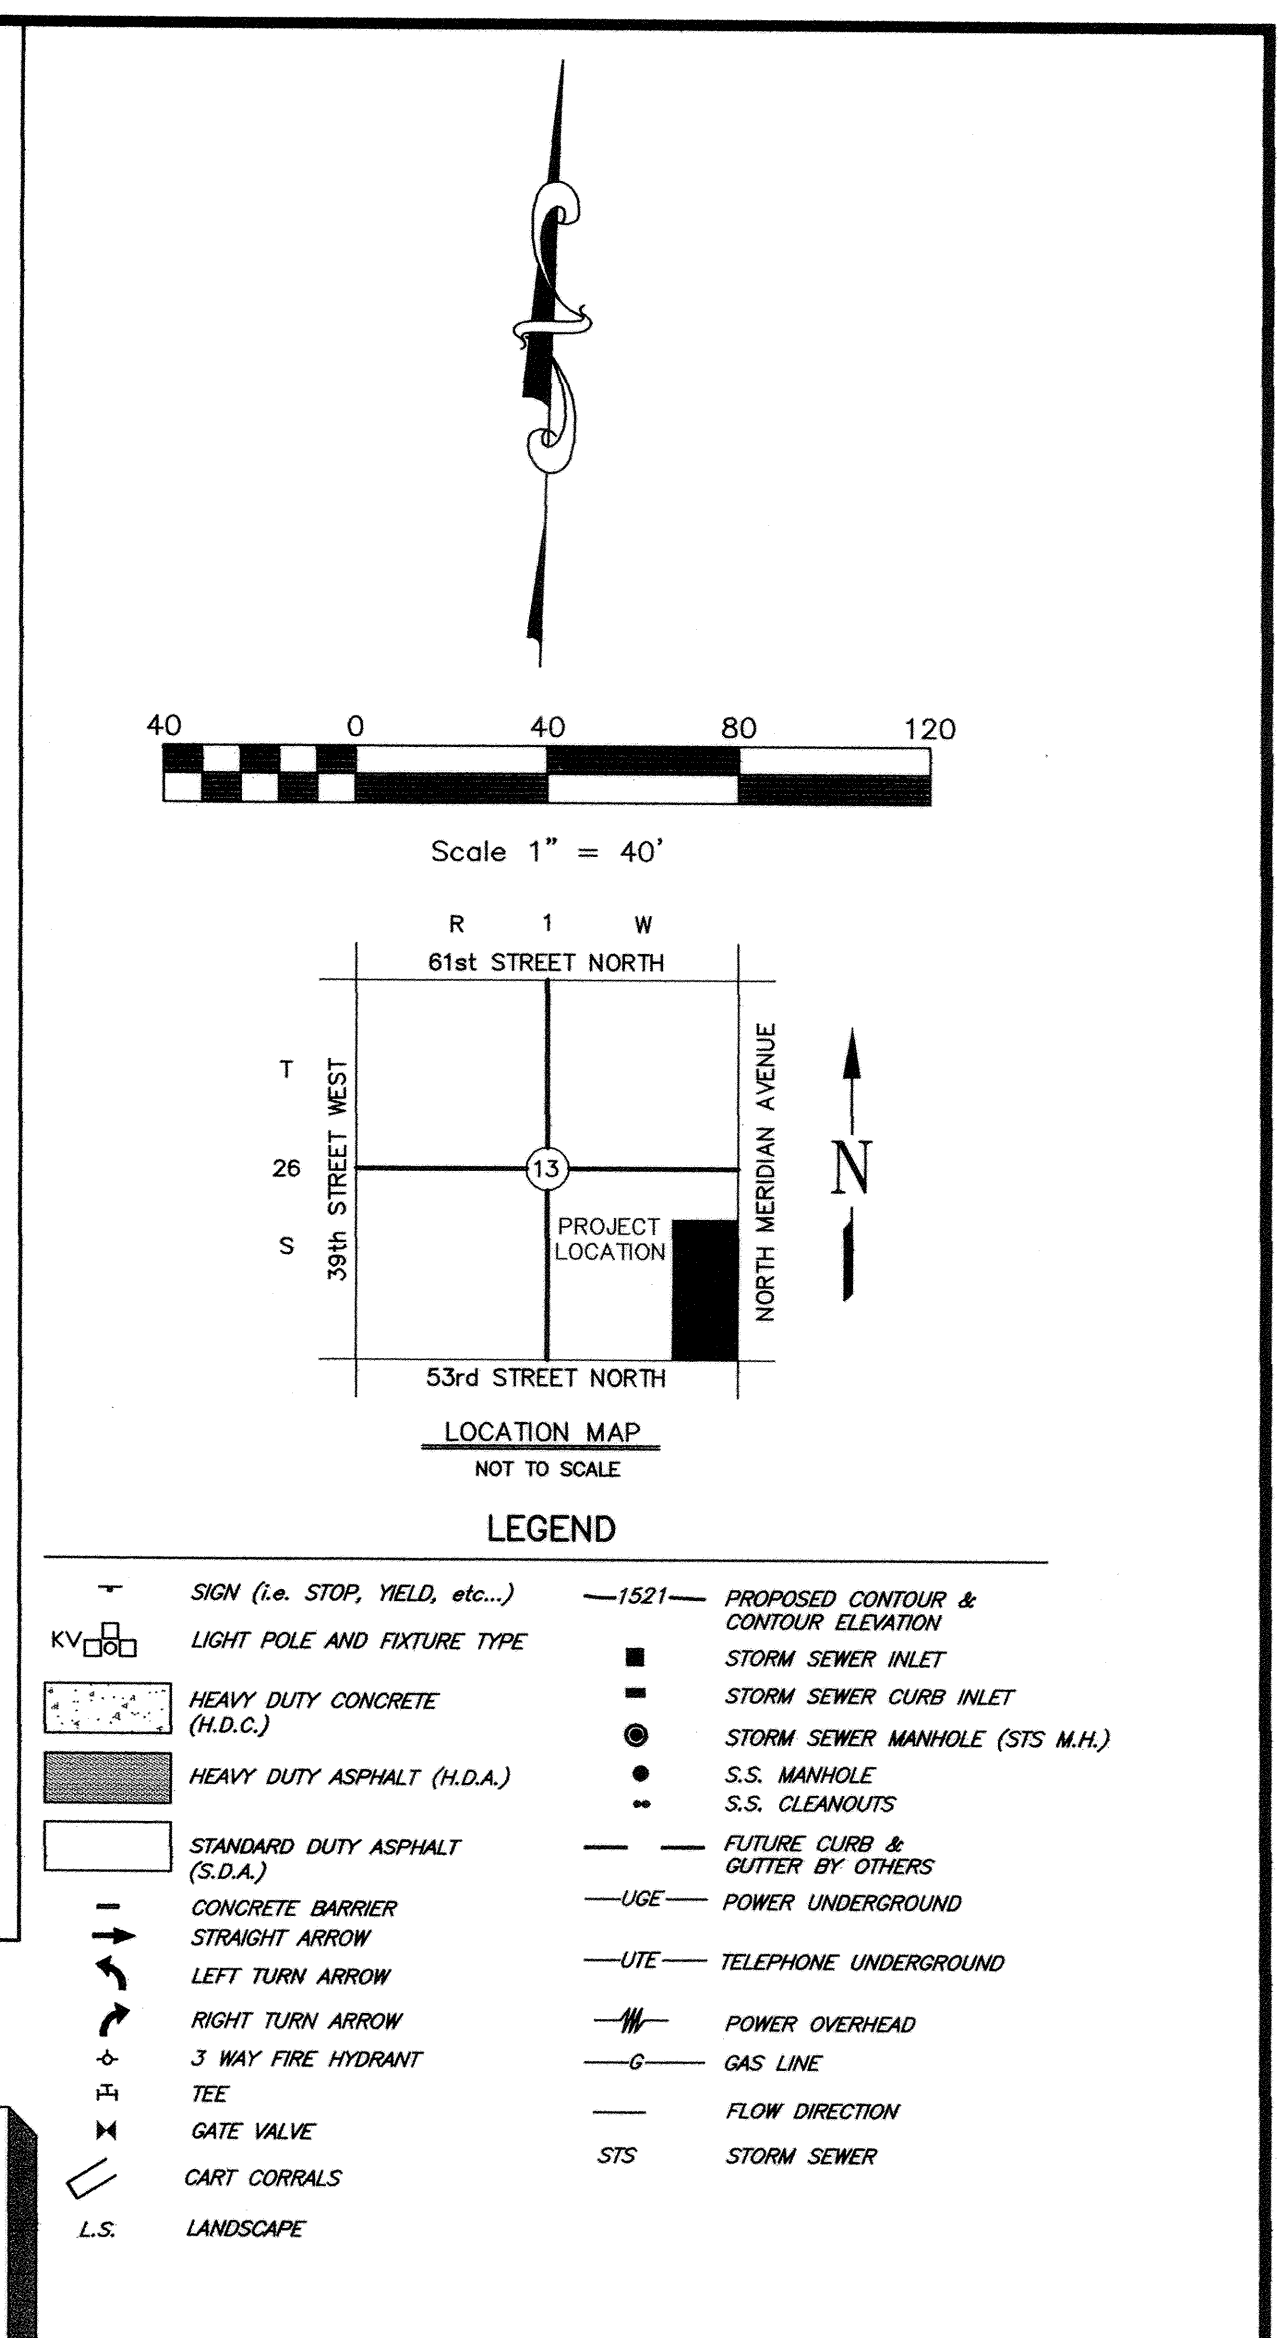 40 0 40 80 120
Scale 1" = 40'
R 1 W
61st STREET NORTH
T
26
S
39th STREET WEST
13
NORTH MERIDIAN AVENUE
N
PROJECT
LOCATION
53rd STREET NORTH
LOCATION MAP
NOT TO SCALE
LEGEND
SIGN (i.e. STOP, YIELD, etc...)
KV LIGHT POLE AND FIXTURE TYPE
HEAVY DUTY CONCRETE
(H.D.C.)
HEAVY DUTY ASPHALT (H.D.A.)
STANDARD DUTY ASPHALT
(S.D.A.)
CONCRETE BARRIER
STRAIGHT ARROW
LEFT TURN ARROW
RIGHT TURN ARROW
3 WAY FIRE HYDRANT
TEE
GATE VALVE
CART CORRALS
L.S. LANDSCAPE
1521 PROPOSED CONTOUR &
CONTOUR ELEVATION
STORM SEWER INLET
STORM SEWER CURB INLET
STORM SEWER MANHOLE (STS M.H.)
S.S. MANHOLE
S.S. CLEANOUTS
FUTURE CURB &
GUTTER BY OTHERS
UGE POWER UNDERGROUND
UTE TELEPHONE UNDERGROUND
POWER OVERHEAD
G GAS LINE
FLOW DIRECTION
STS STORM SEWER